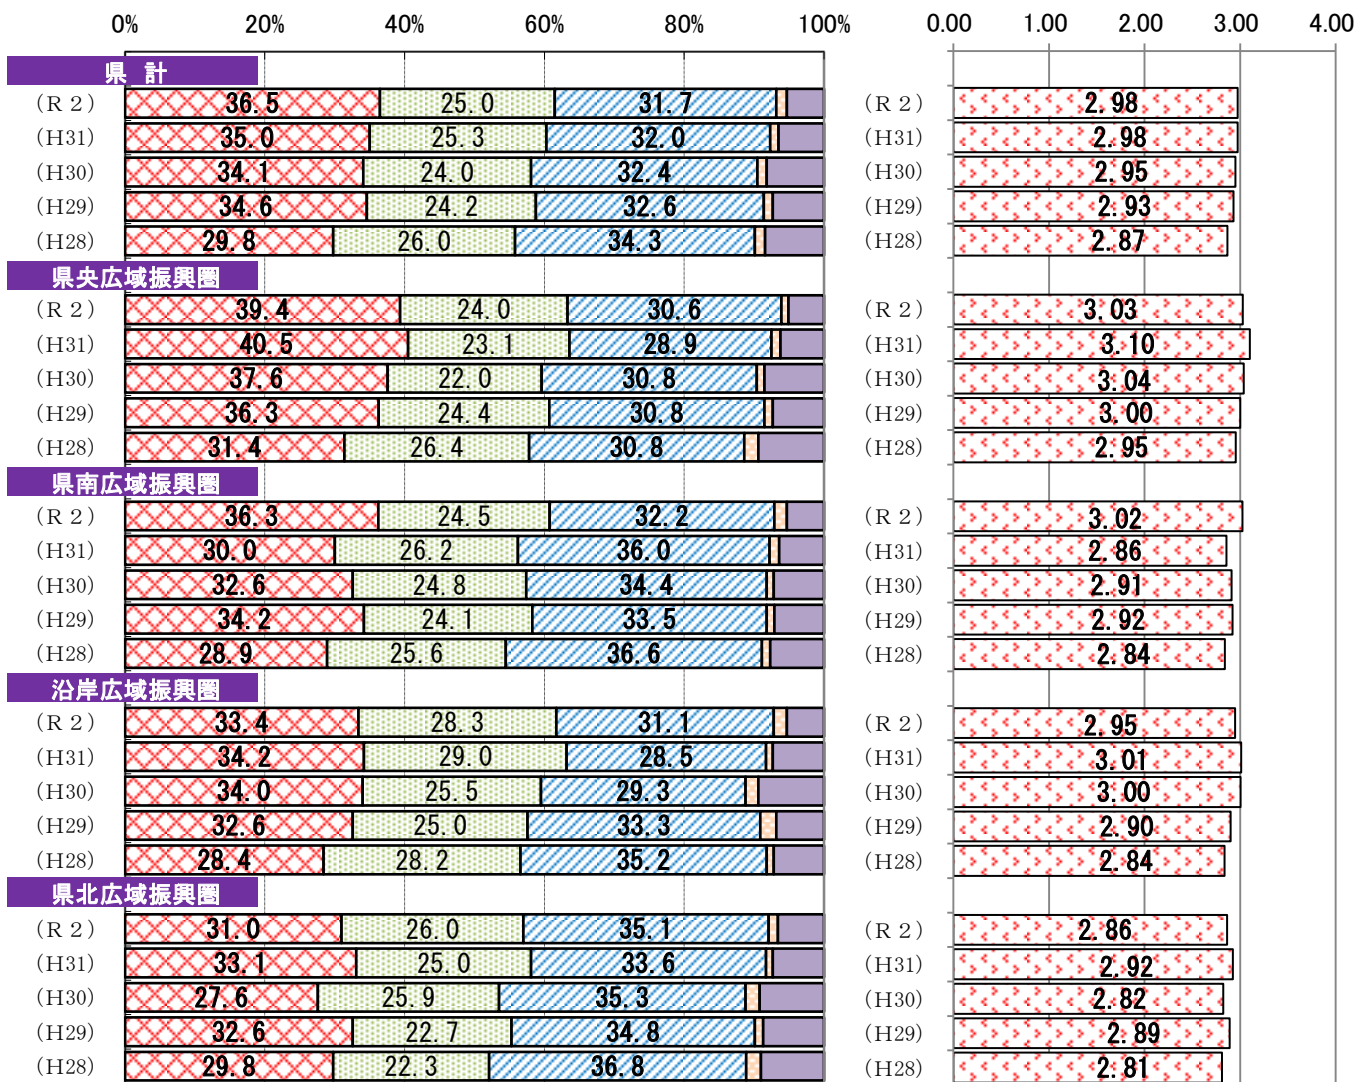 0% 20% 40% 60% 80% 100% 0.00 1.00 2.00 3.00 4.00
県 計
(R 2) 36.5 25.0 31.7 (R 2) 2.98
(H31) 35.0 25.3 32.0 (H31) 2.98
(H30) 34.1 24.0 32.4 (H30) 2.95
(H29) 34.6 24.2 32.6 (H29) 2.93
(H28) 29.8 26.0 34.3 (H28) 2.87
県央広域振興圏
(R 2) 39.4 24.0 30.6 (R 2) 3.03
(H31) 40.5 23.1 28.9 (H31) 3.10
(H30) 37.6 22.0 30.8 (H30) 3.04
(H29) 36.3 24.4 30.8 (H29) 3.00
(H28) 31.4 26.4 30.8 (H28) 2.95
県南広域振興圏
(R 2) 36.3 24.5 32.2 (R 2) 3.02
(H31) 30.0 26.2 36.0 (H31) 2.86
(H30) 32.6 24.8 34.4 (H30) 2.91
(H29) 34.2 24.1 33.5 (H29) 2.92
(H28) 28.9 25.6 36.6 (H28) 2.84
沿岸広域振興圏
(R 2) 33.4 28.3 31.1 (R 2) 2.95
(H31) 34.2 29.0 28.5 (H31) 3.01
(H30) 34.0 25.5 29.3 (H30) 3.00
(H29) 32.6 25.0 33.3 (H29) 2.90
(H28) 28.4 28.2 35.2 (H28) 2.84
県北広域振興圏
(R 2) 31.0 26.0 35.1 (R 2) 2.86
(H31) 33.1 25.0 33.6 (H31) 2.92
(H30) 27.6 25.9 35.3 (H30) 2.82
(H29) 32.6 22.7 34.8 (H29) 2.89
(H28) 29.8 22.3 36.8 (H28) 2.81